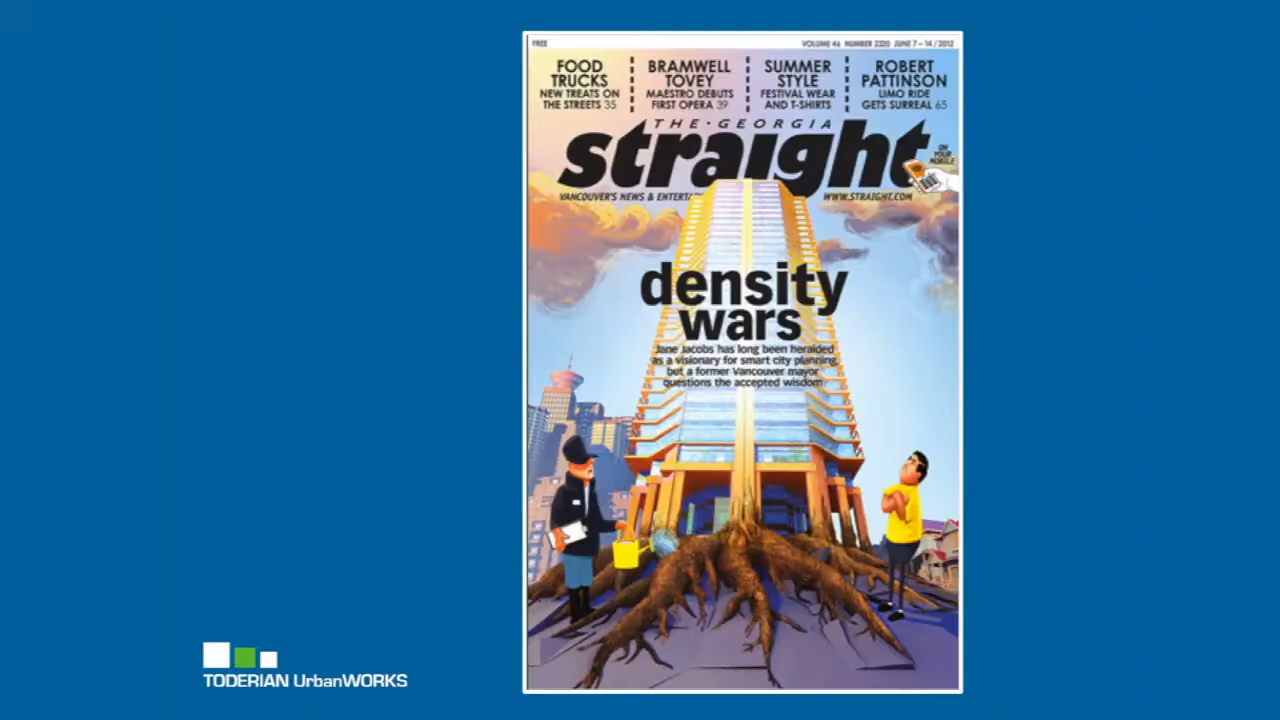 FREE
VOLUME 46 NUMBER 2320 JUNE 7 – 14 / 2012
FOOD
TRUCKS
NEW TREATS ON
THE STREETS 35
BRAMWELL
TOVEY
MAESTRO DEBUTS
FIRST OPERA 39
SUMMER
STYLE
FESTIVAL WEAR
AND T-SHIRTS
ROBERT
PATTINSON
LIMO RIDE
GETS SURREAL 65
THE·GEORGIA
straight
ON
YOUR
MOBILE
VANCOUVER'S NEWS & ENTERTA
WWW.STRAIGHT.COM
density
wars
Jane Jacobs has long been heralded
as a visionary for smart city planning,
but a former Vancouver mayor
questions the accepted wisdom
TODERIAN UrbanWORKS